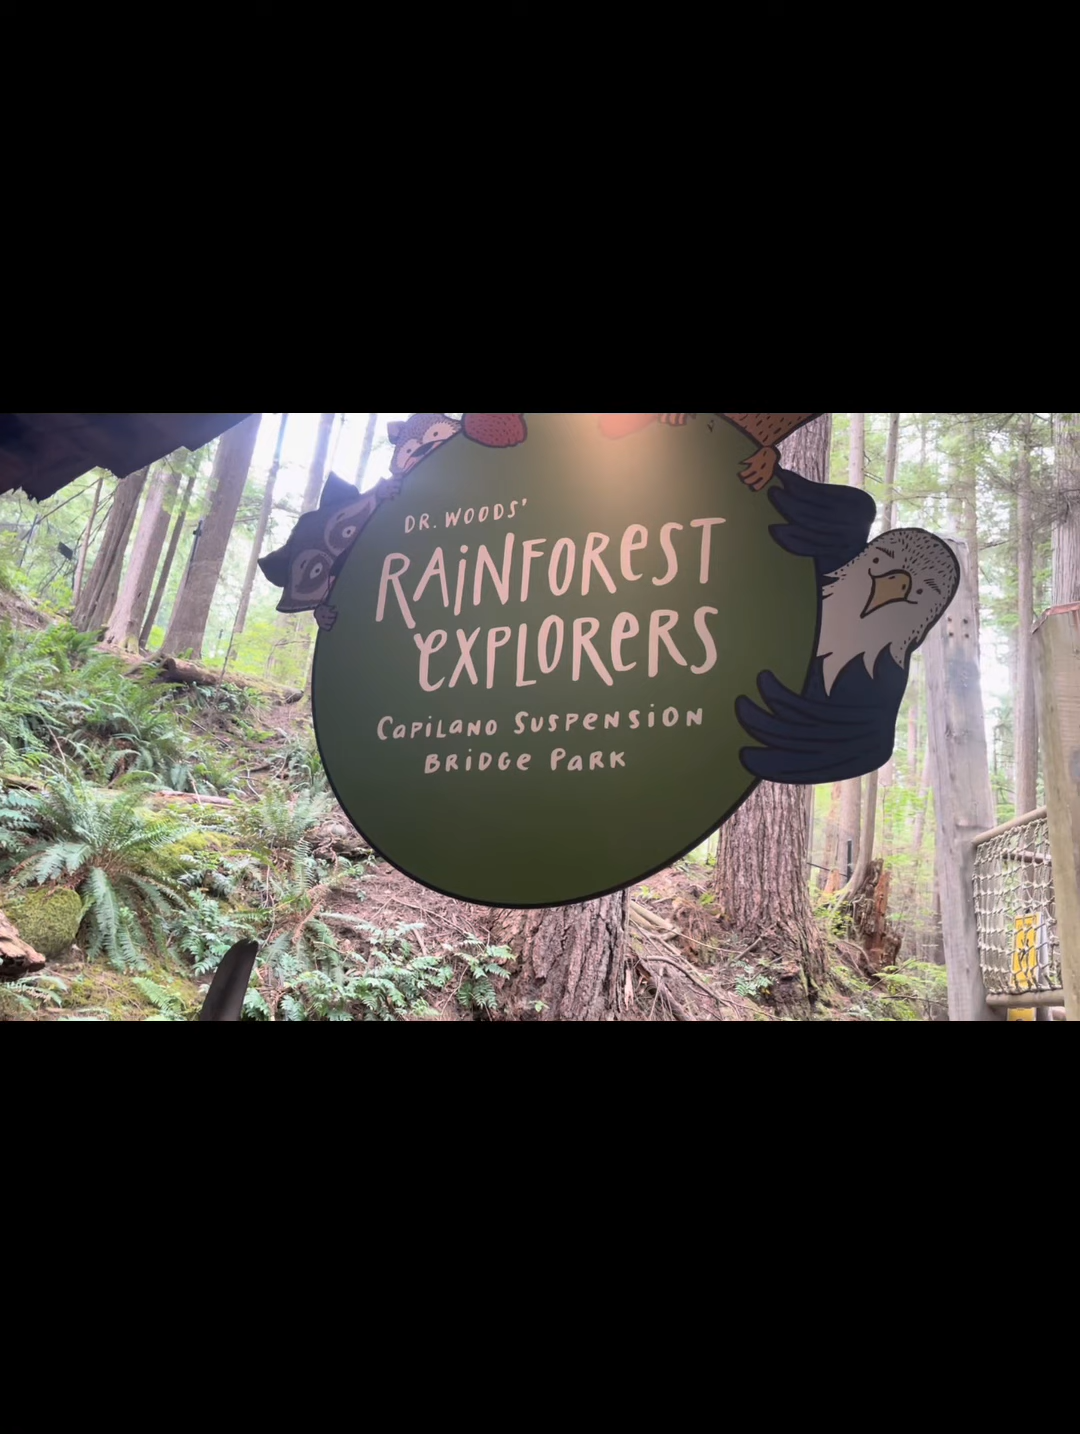 DR. WOODS'
RAINFOREST
EXPLORERS
CAPILANO SUSPENSION
BRIDGE PARK